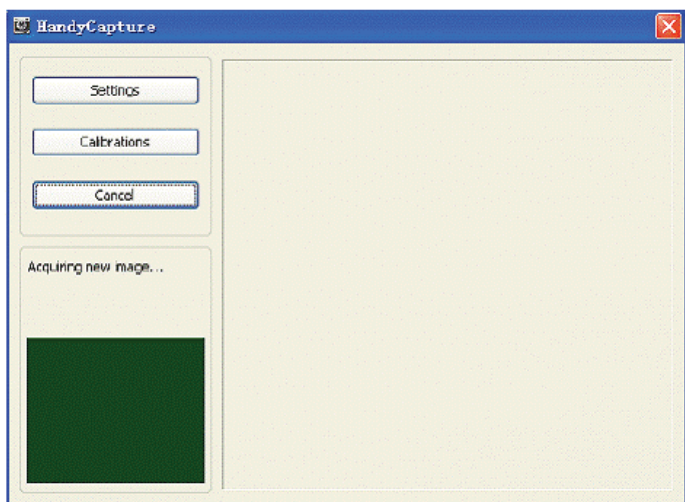 HandyCapture
Settings
Calibrations
Cancel
Acquiring new image...